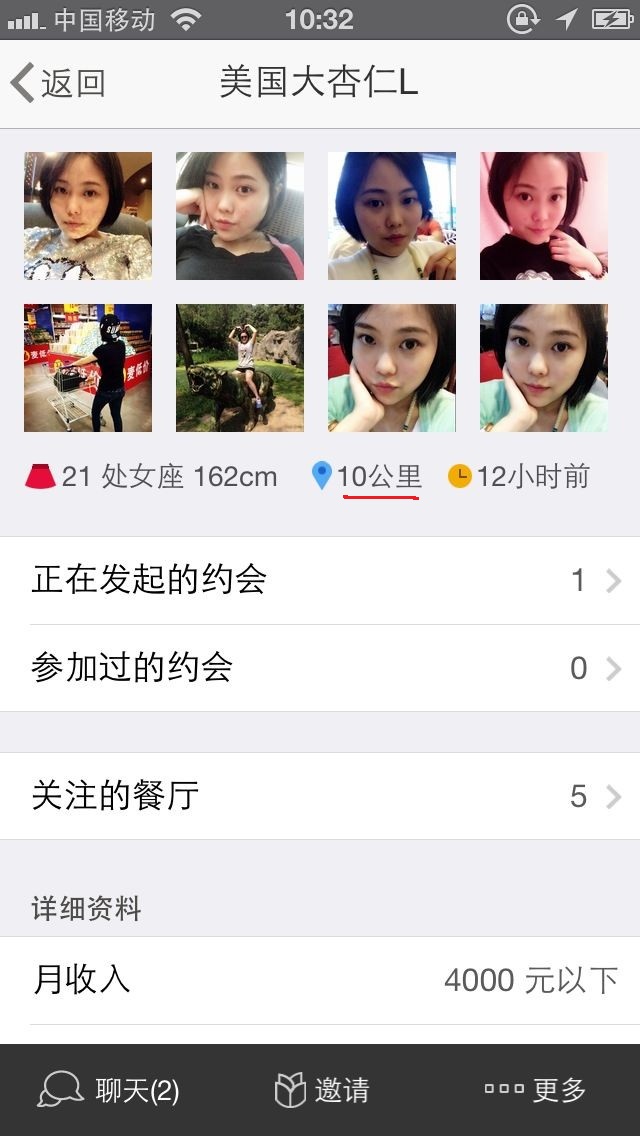 中国移动 10:32
返回 美国大杏仁L
麦低价
21 处女座 162cm 10公里 12小时前
正在发起的约会 1
参加过的约会 0
关注的餐厅 5
详细资料
月收入 4000 元以下
聊天(2) 邀请 更多